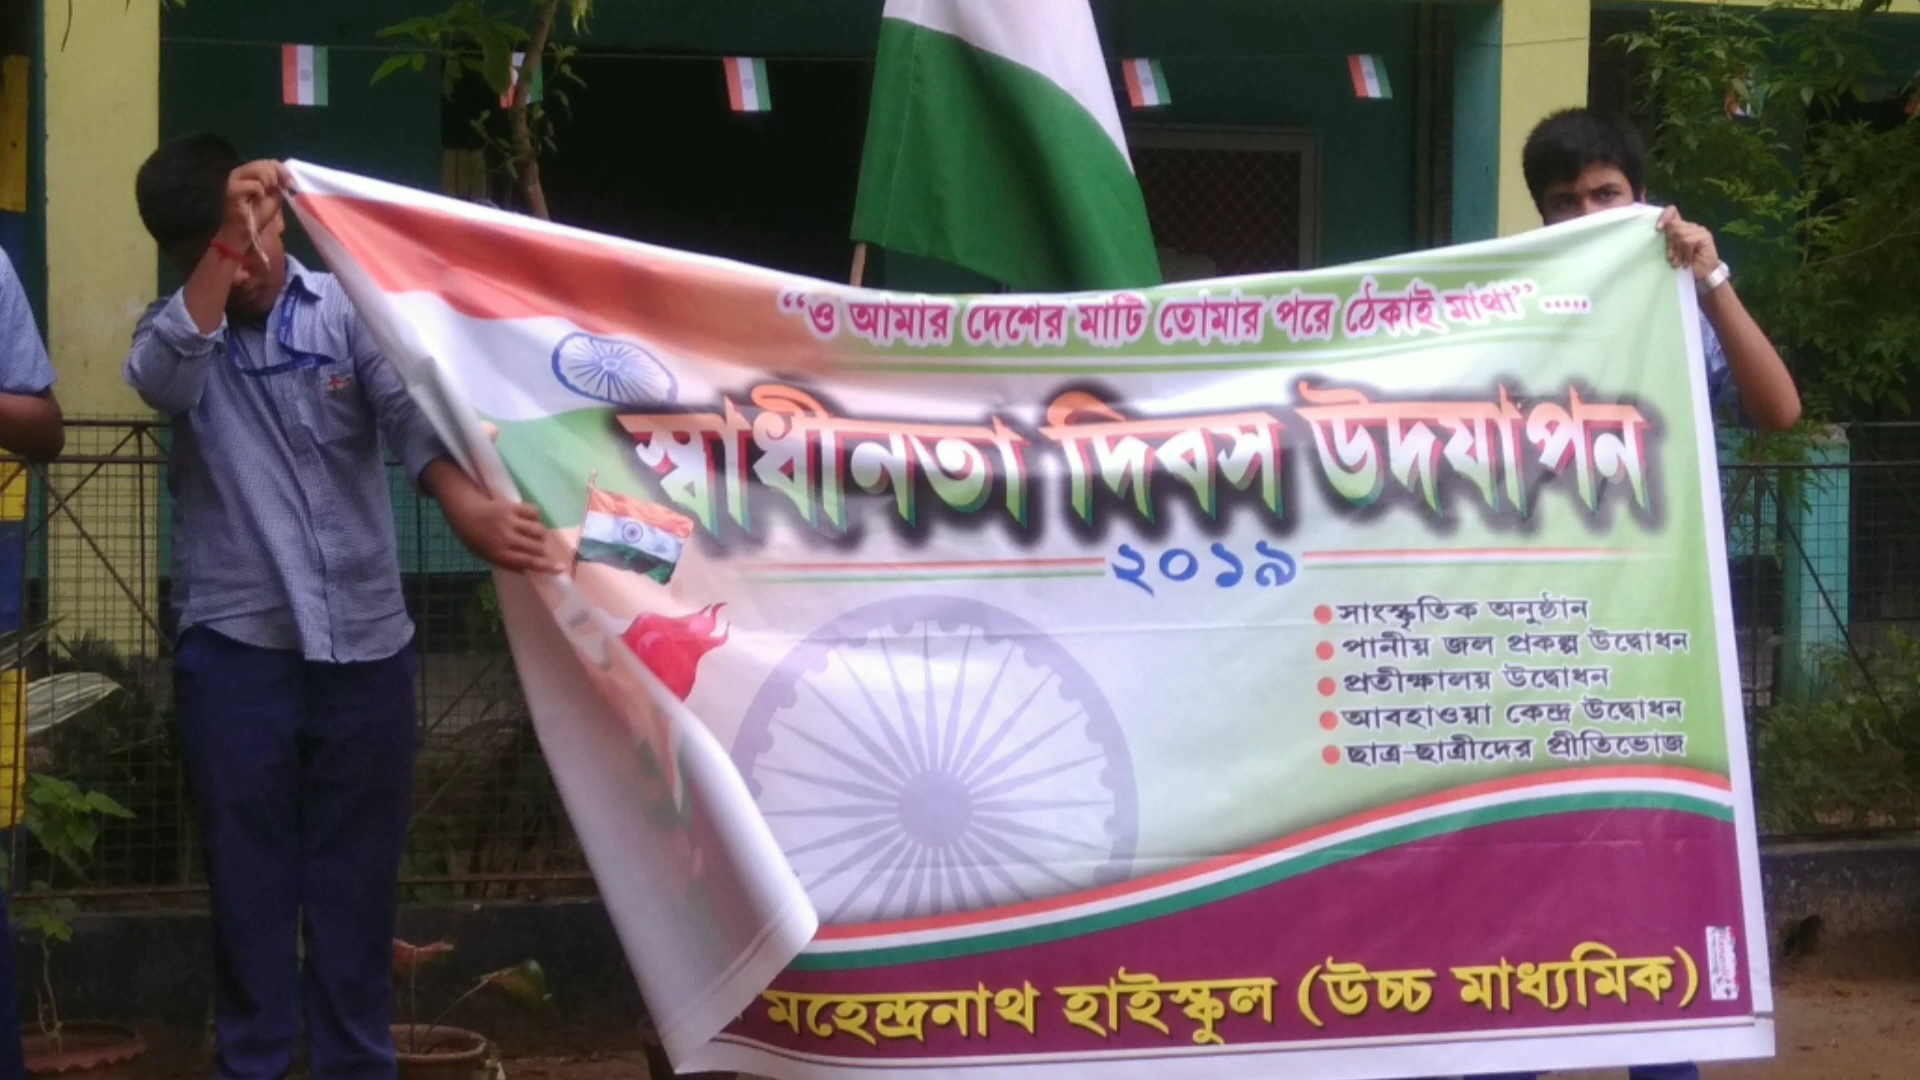 “ও আমার দেশের মাটি তোমার পরে ঠেকাই মাথা” .....
স্বাধীনতা দিবস উদযাপন
২০১৯
সাংস্কৃতিক অনুষ্ঠান
পানীয় জল প্রকল্প উদ্বোধন
প্রতীক্ষালয় উদ্বোধন
আবহাওয়া কেন্দ্র উদ্বোধন
ছাত্র-ছাত্রীদের প্রীতিভোজ
মহেন্দ্রনাথ হাইস্কুল (উচ্চ মাধ্যমিক)